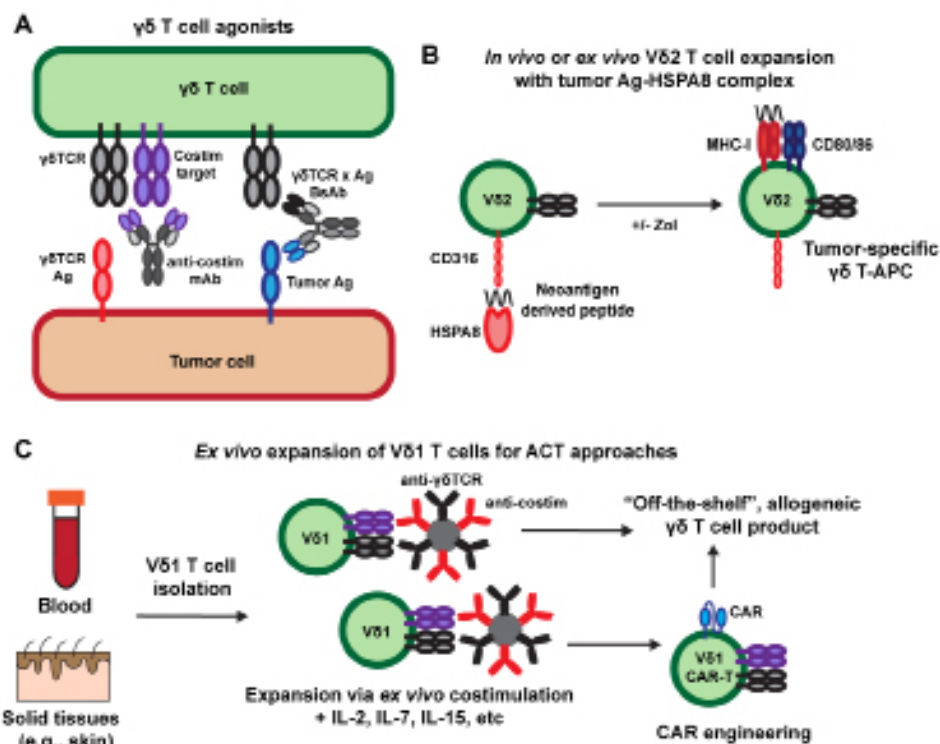 A
γδ T cell agonists
γδ T cell
γδTCR
Costim
target
γδTCR x Ag
BsAb
γδTCR
Ag
anti-costim
mAb
Tumor Ag
Tumor cell
B
In vivo or ex vivo Vδ2 T cell expansion
with tumor Ag-HSPA8 complex
MHC-I
CD80/86
Vδ2
+/- Zol
Vδ2
CD316
Tumor-specific
γδ T-APC
Neoantigen
derived peptide
HSPA8
C
Ex vivo expansion of Vδ1 T cells for ACT approaches
anti-γδTCR
anti-costim
Vδ1
"Off-the-shelf", allogeneic
γδ T cell product
Vδ1 T cell
isolation
Blood
CAR
Vδ1
Vδ1
CAR-T
Expansion via ex vivo costimulation
+ IL-2, IL-7, IL-15, etc
Solid tissues
(e.g., skin)
CAR engineering